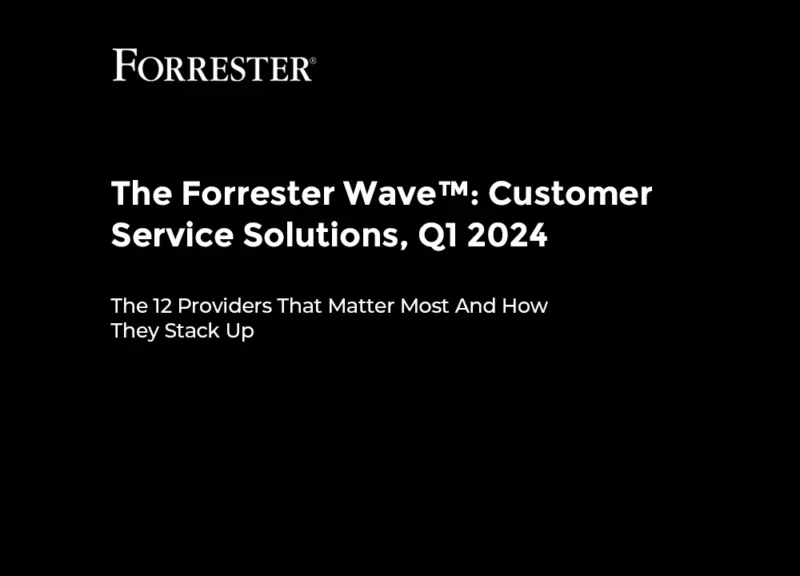 FORRESTER®
The Forrester Wave™: Customer
Service Solutions, Q1 2024
The 12 Providers That Matter Most And How
They Stack Up